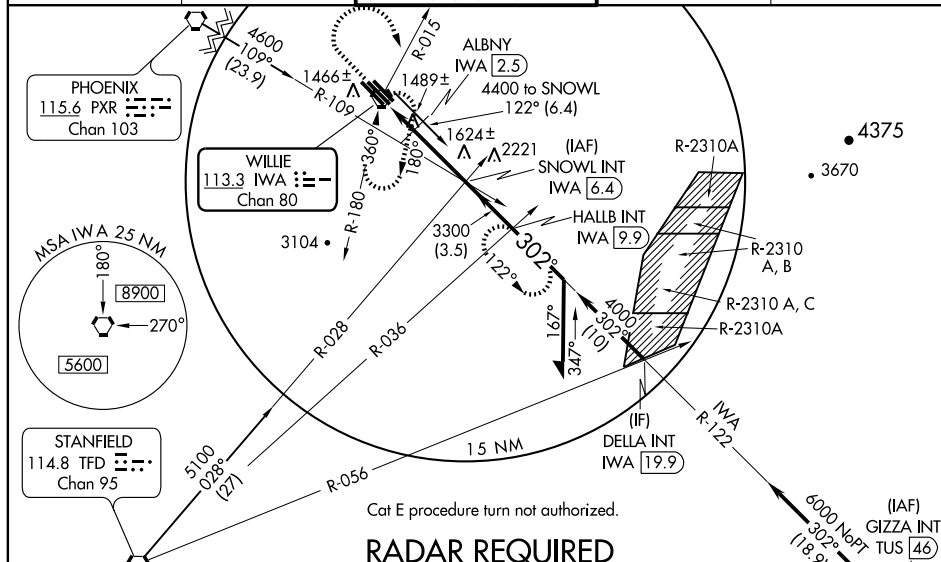 4600
109°
(23.9)
R-109
R-015
ALBNY
IWA 2.5
PHOENIX
115.6 PXR
Chan 103
1466±
1489±
4400 to SNOWL
122° (6.4)
1624±
2221
4375
3670
R-2310A
WILLIE
113.3 IWA
Chan 80
360°
180°
R-180
(IAF)
SNOWL INT
IWA 6.4
HALLB INT
IWA 9.9
3104
3300
(3.5)
302°
122°
R-2310
A, B
R-2310 A, C
R-2310A
MSA IWA 25 NM
180°
8900
270°
5600
R-028
R-036
167°
347°
4000
302°
(10)
(IF)
DELLA INT
IWA 19.9
IWA
R-122
15 NM
STANFIELD
114.8 TFD
Chan 95
5100
028°
(27)
R-056
Cat E procedure turn not authorized.
RADAR REQUIRED
6000 NoPT
302°
(18.9)
(IAF)
GIZZA INT
TUS 46